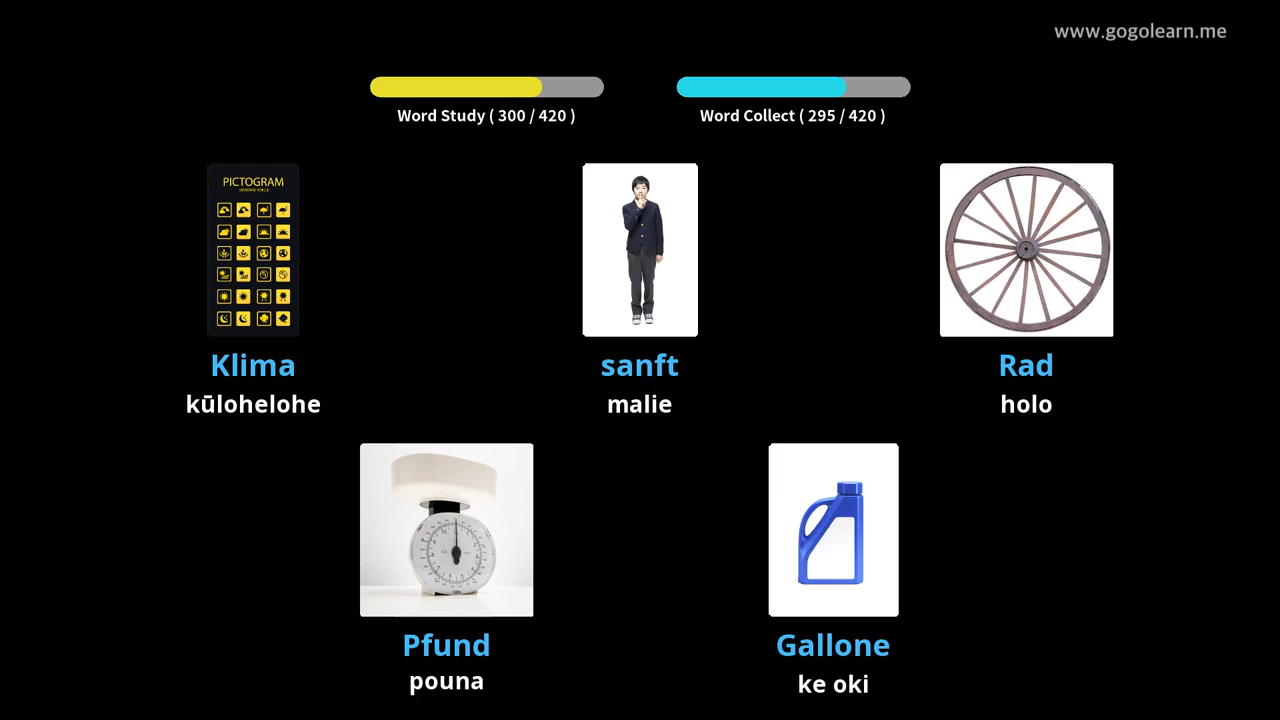 www.gogolearn.me
Word Study ( 300 / 420 )
Word Collect ( 295 / 420 )
PICTOGRAM
Klima
sanft
Rad
kūlohelohe
malie
holo
Pfund
Gallone
pouna
ke oki